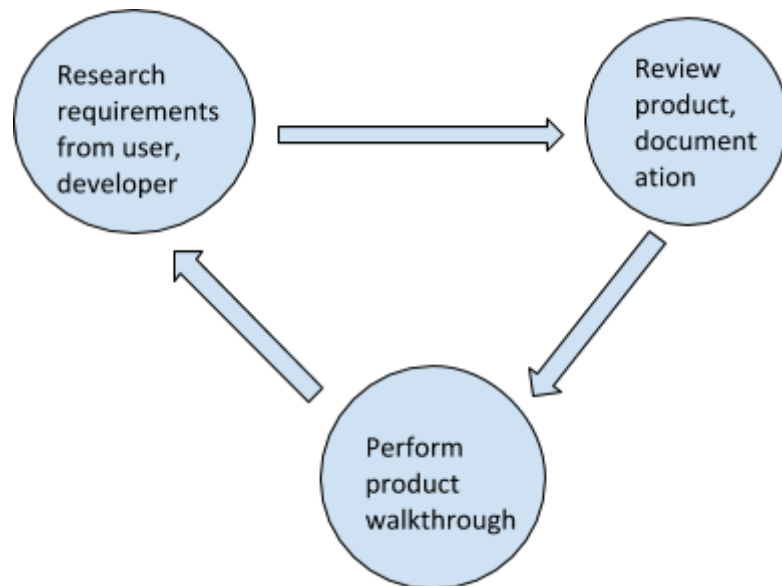 Research
requirements
from user,
developer
Review
product,
document
ation
Perform
product
walkthrough